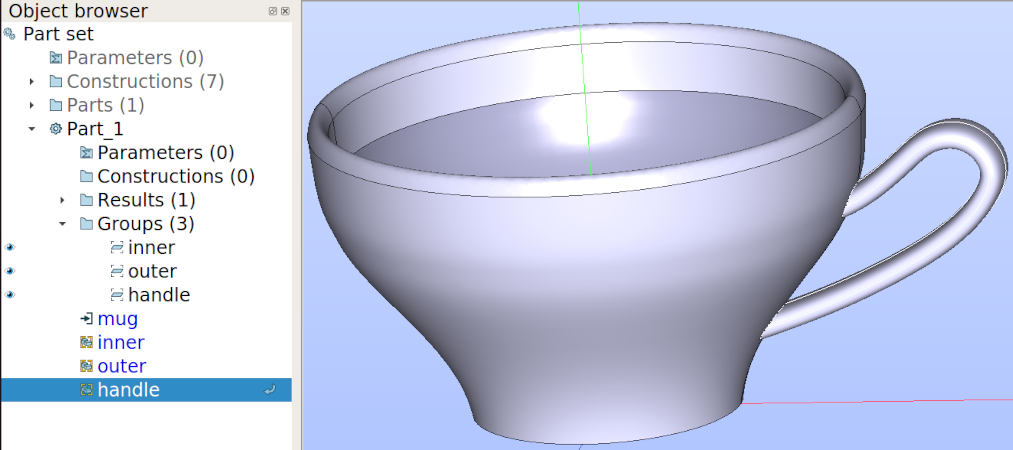 Object browser
Part set
Parameters (0)
Constructions (7)
Parts (1)
Part_1
Parameters (0)
Constructions (0)
Results (1)
Groups (3)
inner
outer
handle
mug
inner
outer
handle